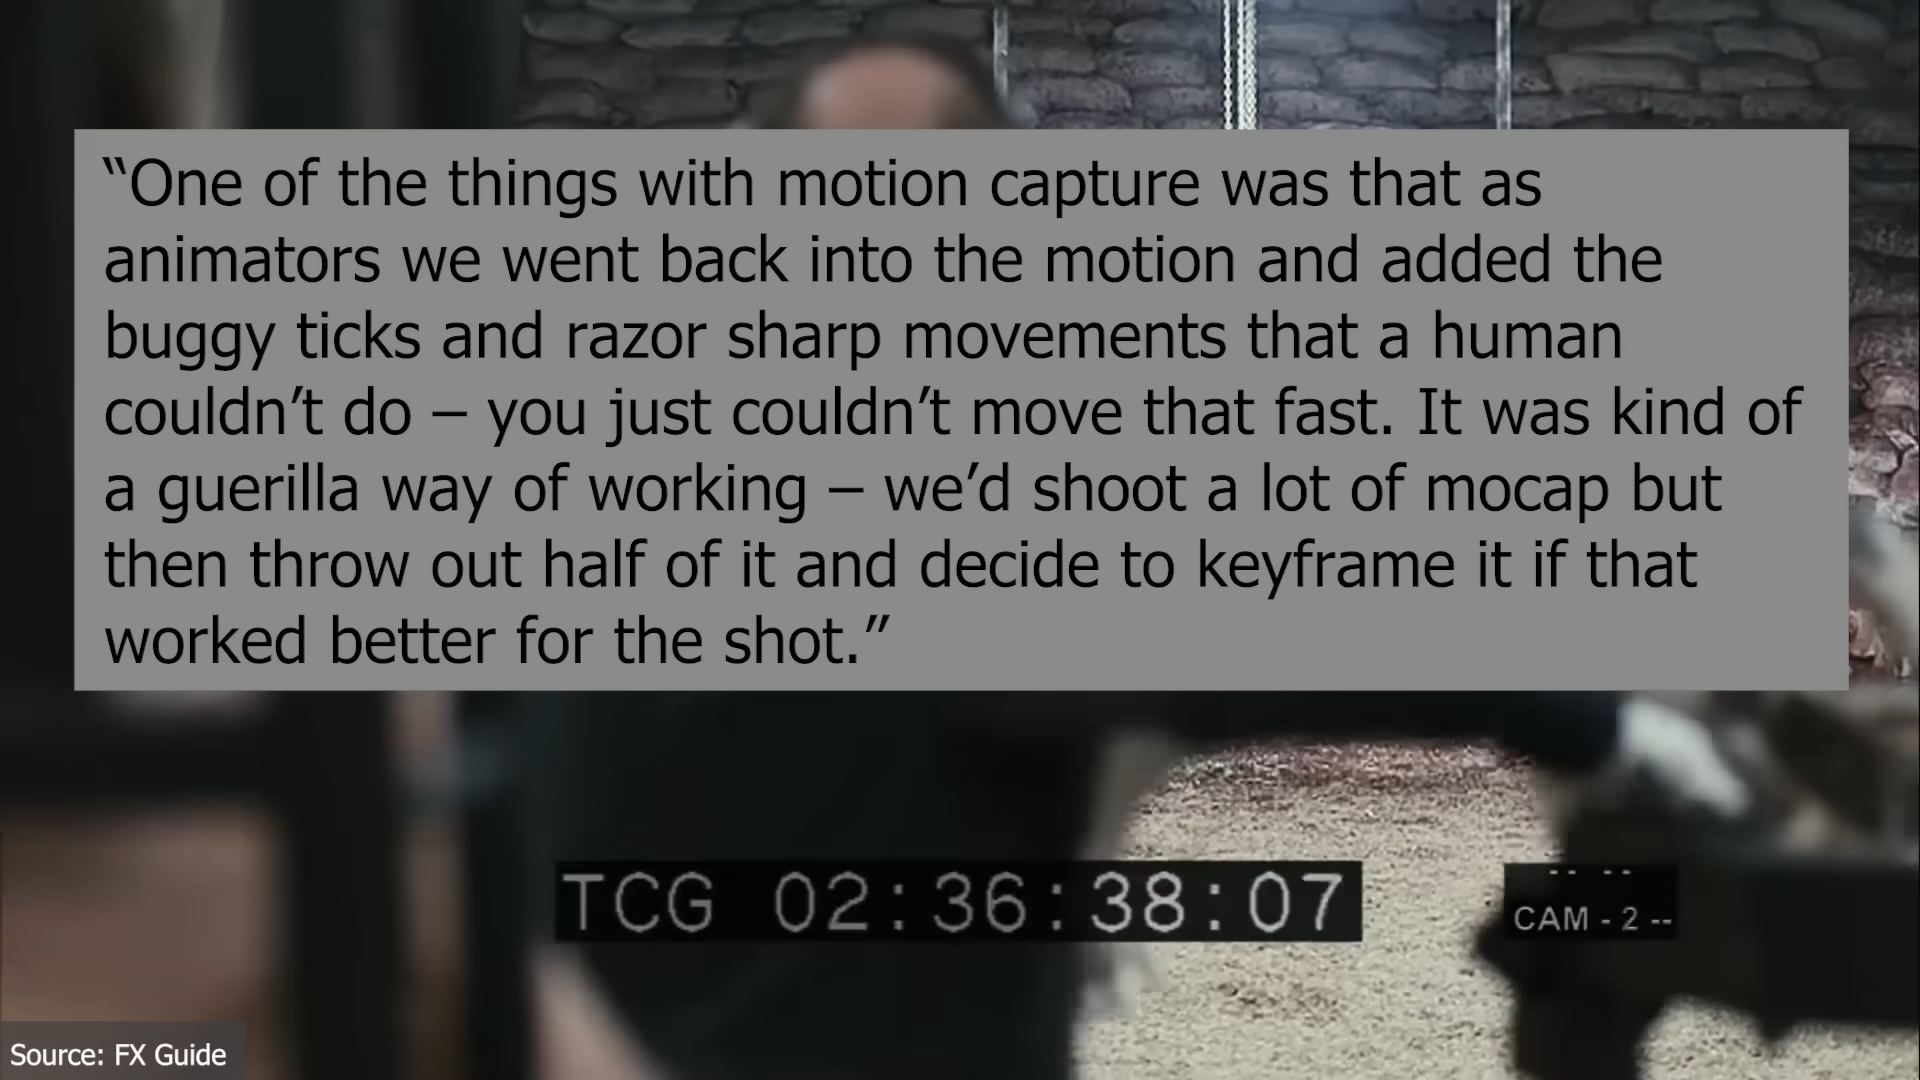 “One of the things with motion capture was that as
animators we went back into the motion and added the
buggy ticks and razor sharp movements that a human
couldn’t do – you just couldn’t move that fast. It was kind of
a guerilla way of working – we’d shoot a lot of mocap but
then throw out half of it and decide to keyframe it if that
worked better for the shot.”
TCG 02:36:38:07
-- --
CAM - 2 --
Source: FX Guide